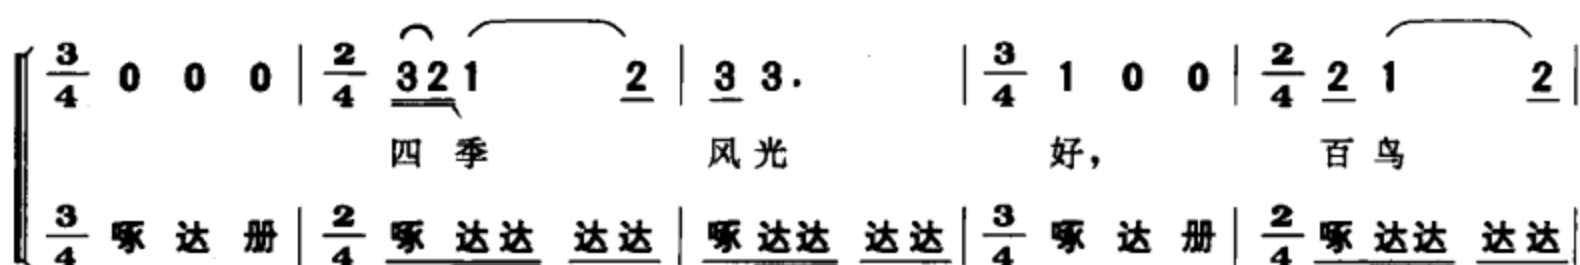 3/4 0 0 0 | 2/4 3 2 1 2 | 3 3. | 3/4 1 0 0 | 2/4 2 1 2 |
四 季 风 光 好， 百 鸟
3/4 啄 达 册 | 2/4 啄 达达 达达 | 啄 达达 达达 | 3/4 啄 达 册 | 2/4 啄 达达 达达 |